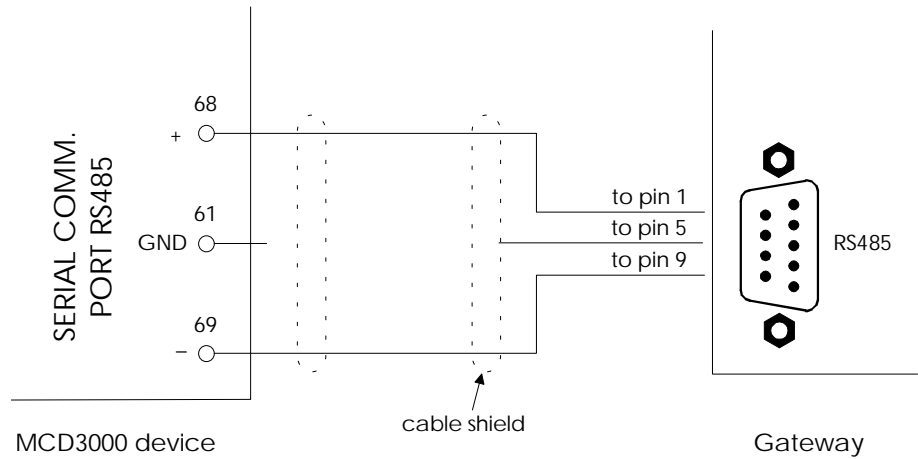 SERIAL COMM.
PORT RS485
68
+
61
GND
69
–
to pin 1
to pin 5
to pin 9
RS485
cable shield
MCD3000 device
Gateway